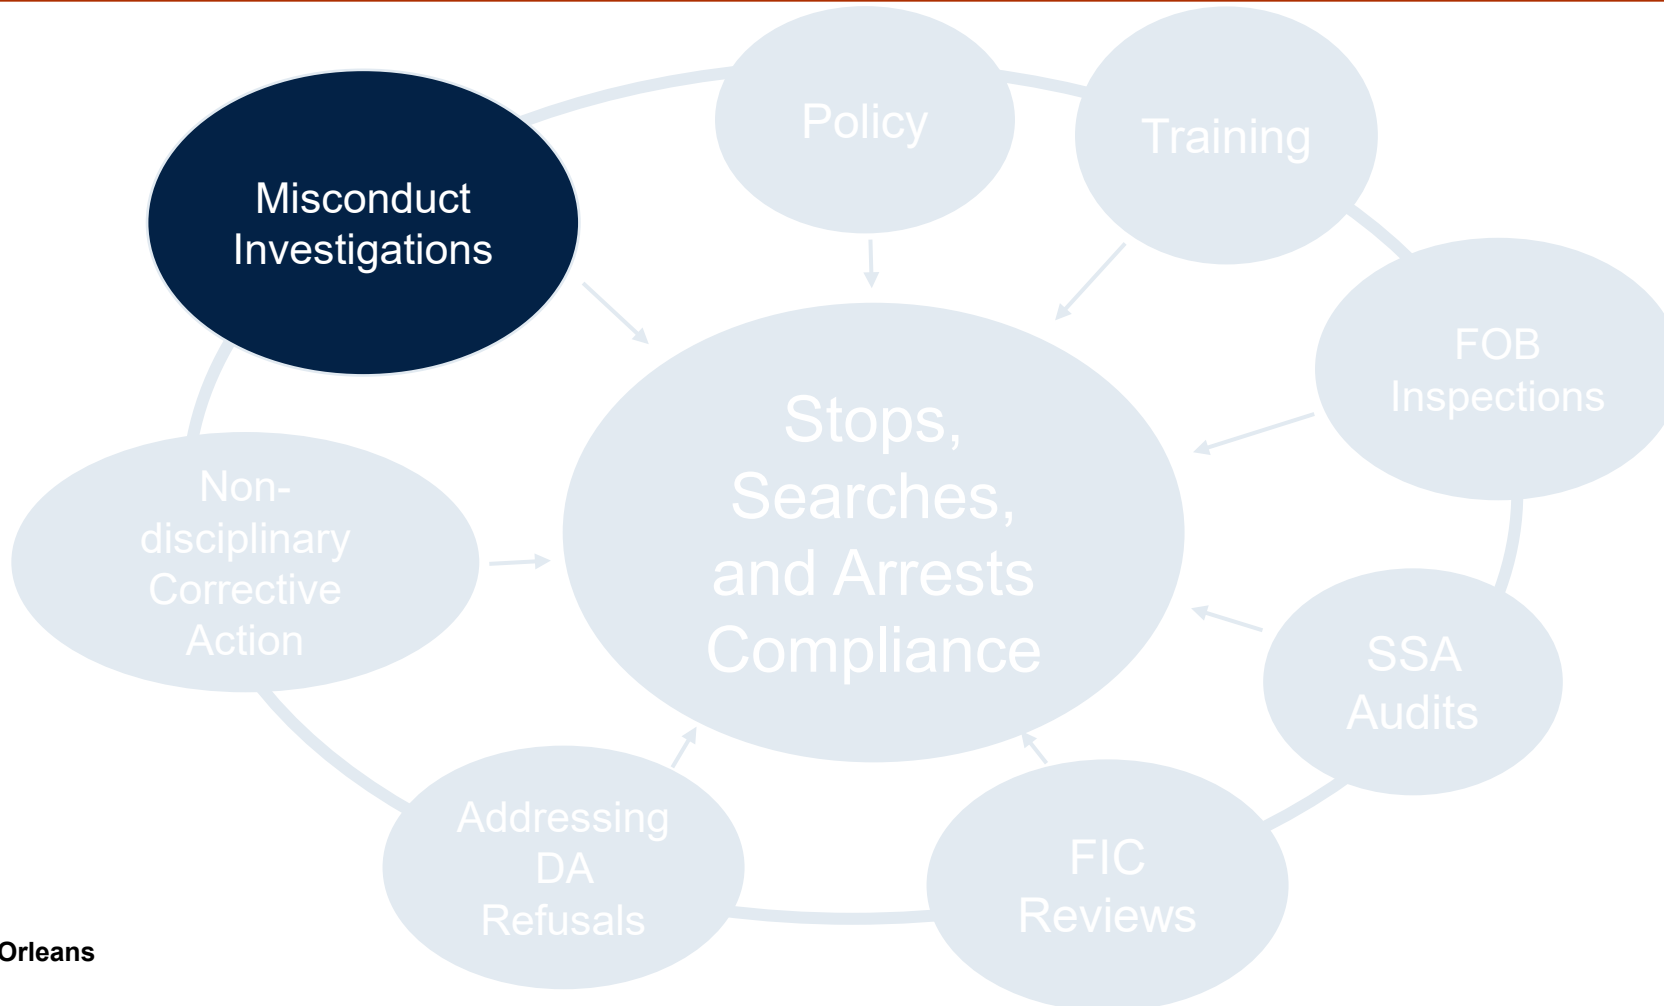 Policy
Training
Misconduct
Investigations
FOB
Inspections
Stops,
Searches,
and Arrests
Compliance
Non-
disciplinary
Corrective
Action
SSA
Audits
Addressing
DA
Refusals
FIC
Reviews
Orleans